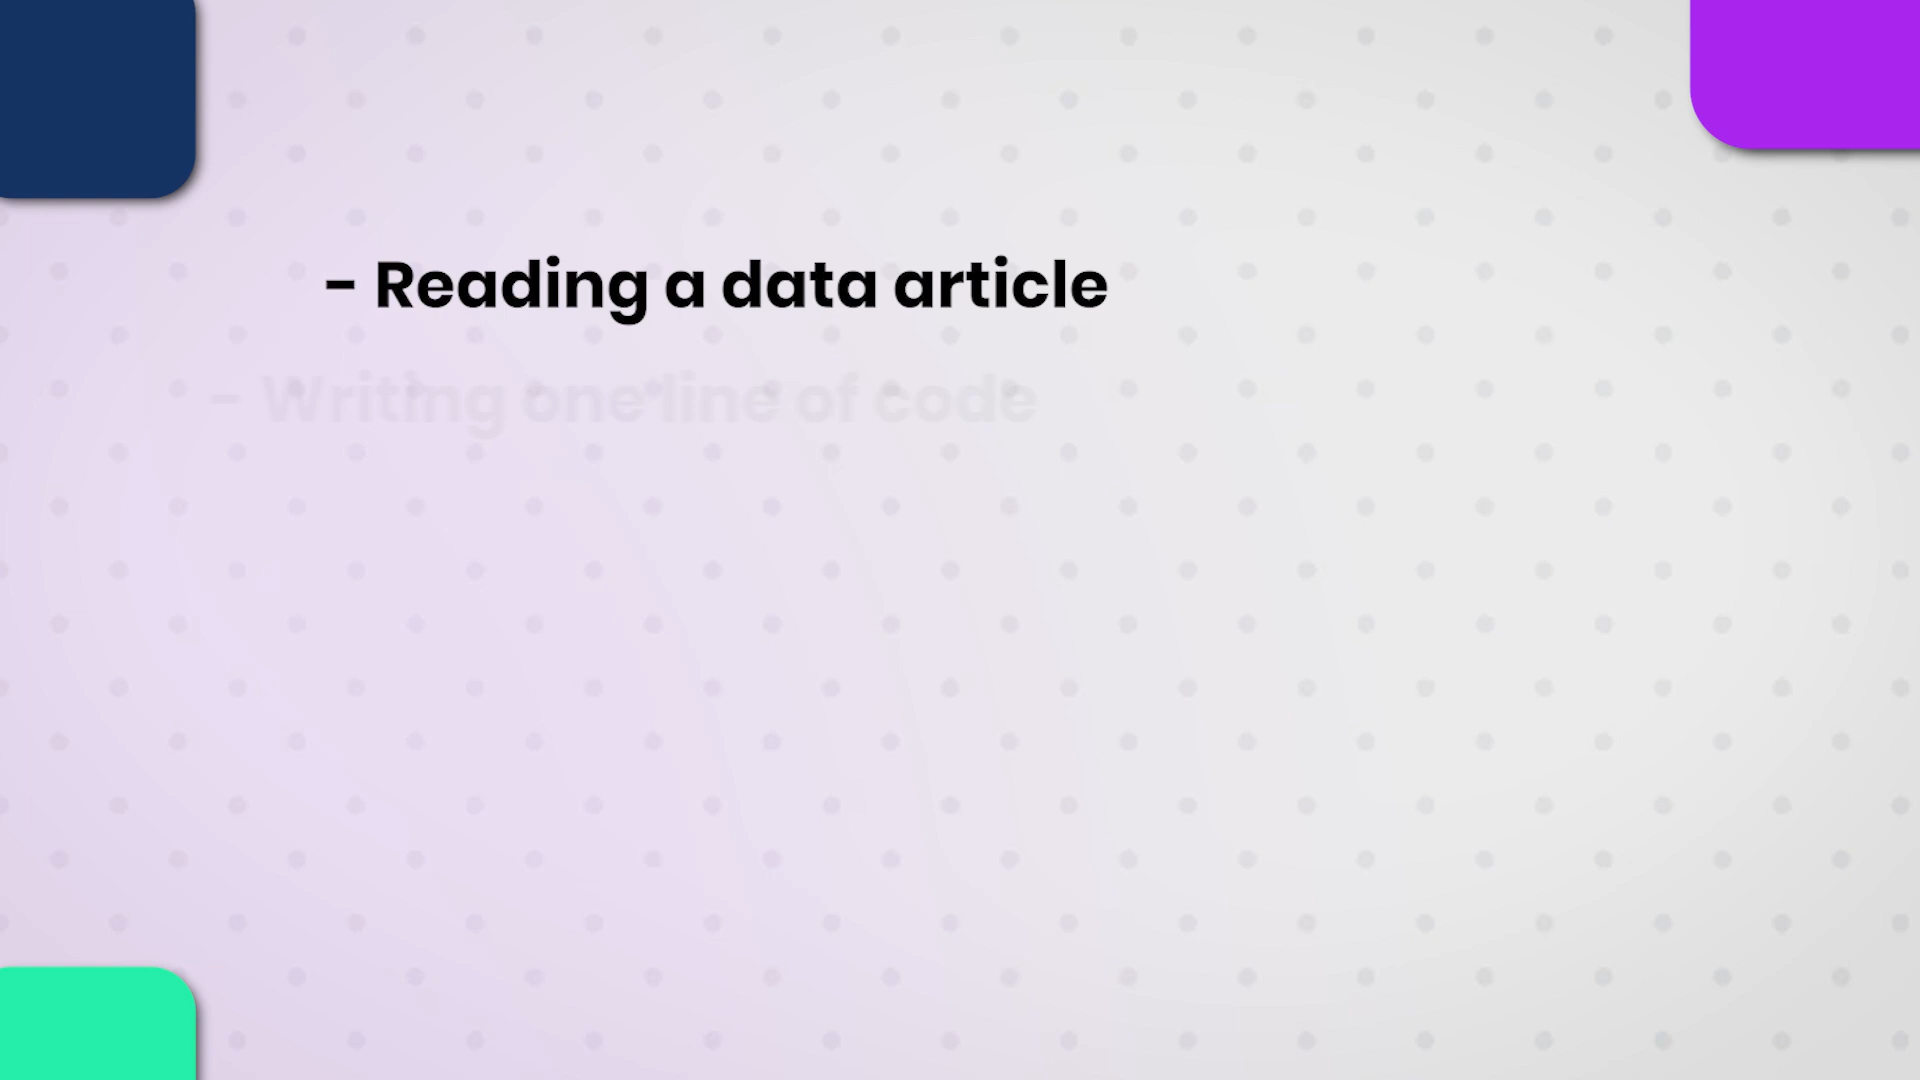 - Reading a data article
- Writing one line of code